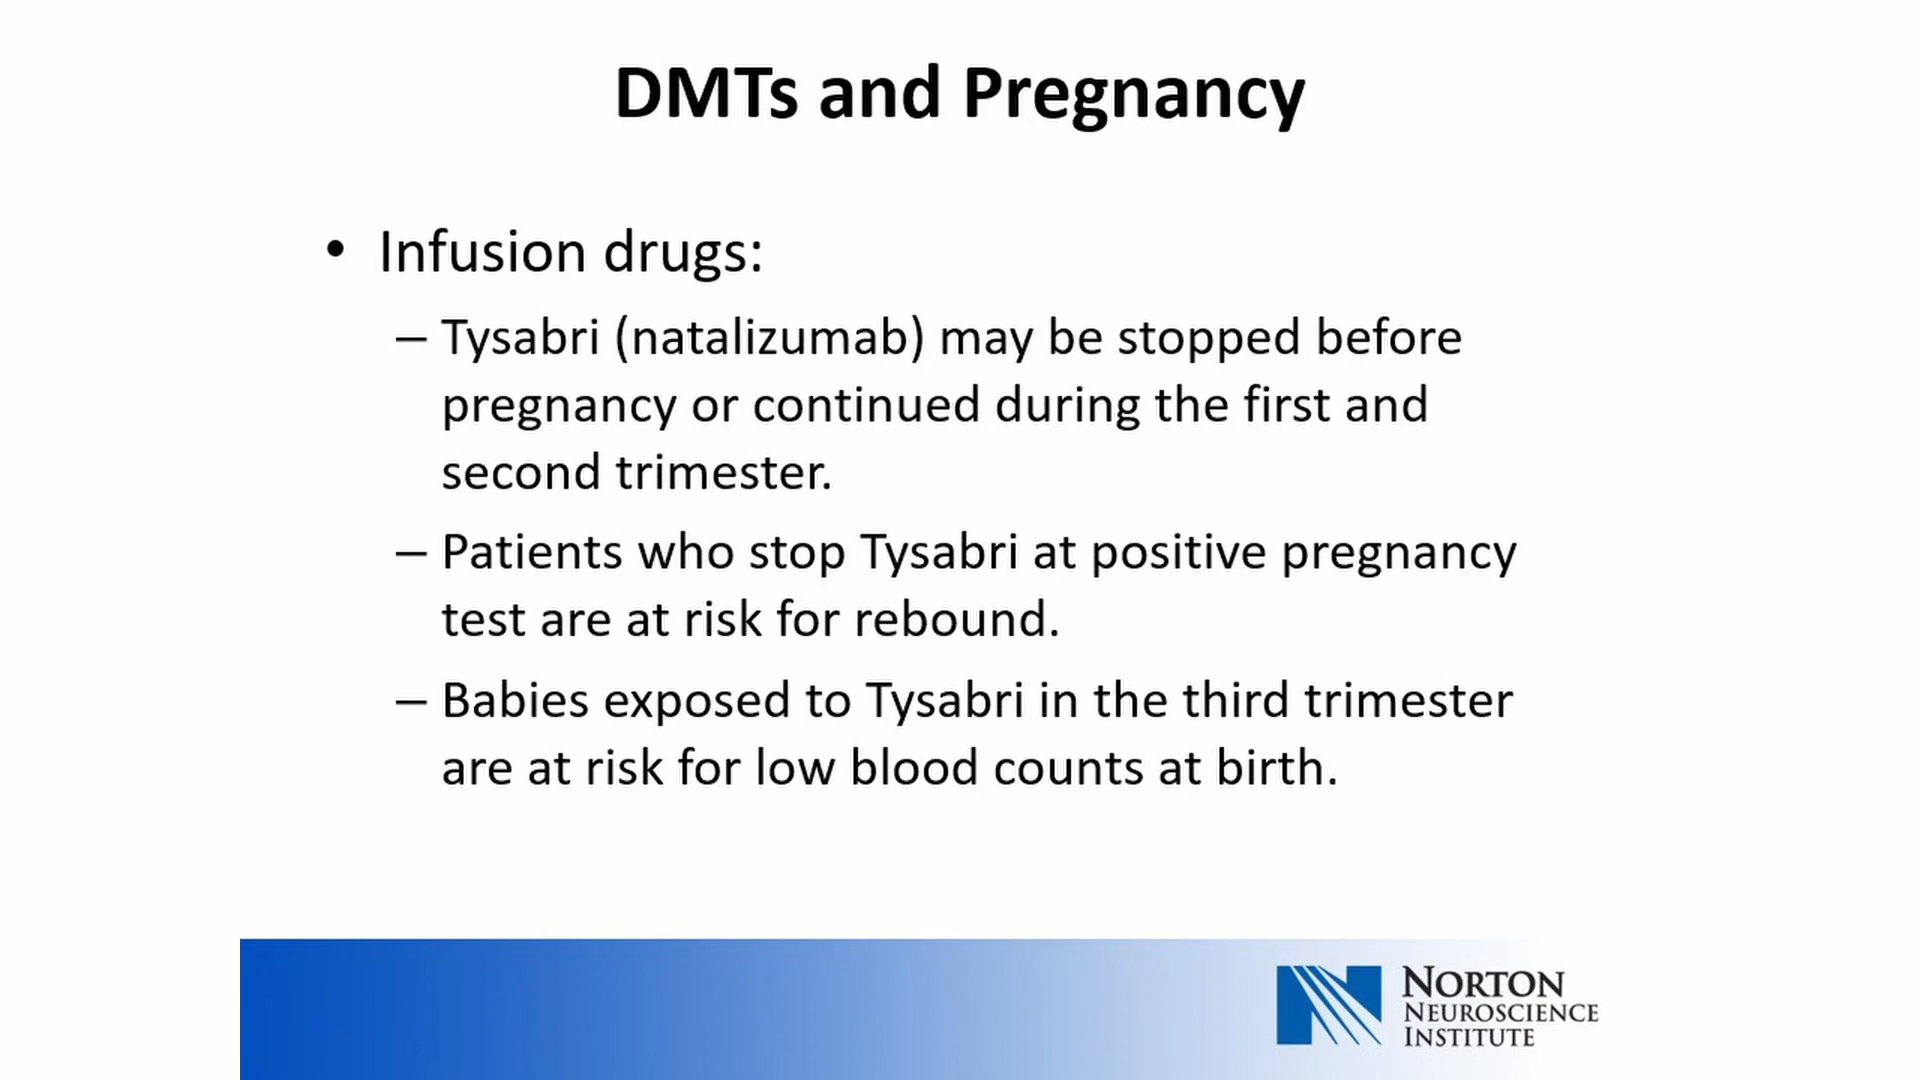 DMTs and Pregnancy
• Infusion drugs:
– Tysabri (natalizumab) may be stopped before
pregnancy or continued during the first and
second trimester.
– Patients who stop Tysabri at positive pregnancy
test are at risk for rebound.
– Babies exposed to Tysabri in the third trimester
are at risk for low blood counts at birth.
NORTON
NEUROSCIENCE
INSTITUTE